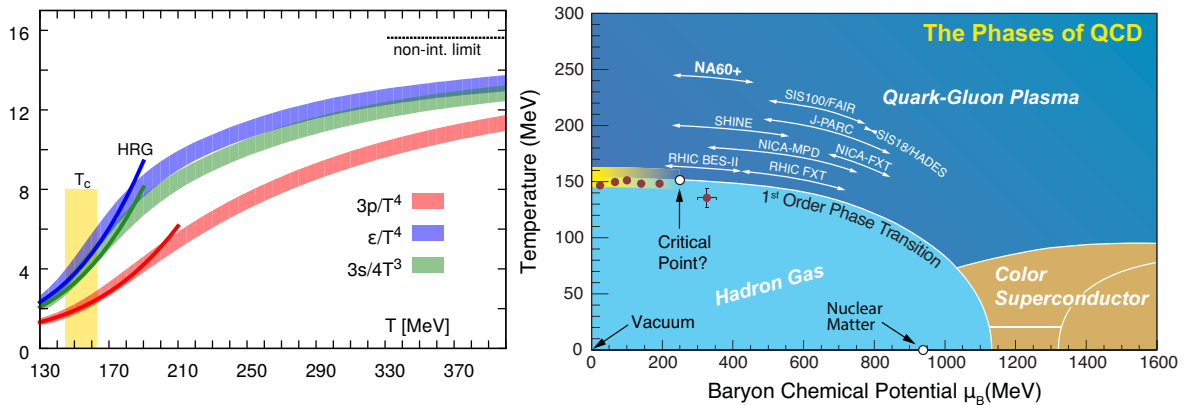 16
12
8
4
0
130
170
210
250
290
330
370
non-int. limit
HRG
T_c
3p/T⁴
ε/T⁴
3s/4T³
T [MeV]
300
250
200
150
100
50
0
0
200
400
600
800
1000
1200
1400
1600
Temperature (MeV)
Baryon Chemical Potential μ_B(MeV)
The Phases of QCD
NA60+
SIS100/FAIR
Quark-Gluon Plasma
J-PARC
SHINE
SIS18/HADES
NICA-MPD
NICA-FXT
RHIC BES-II
RHIC FXT
1st Order Phase Transition
Critical
Point?
Hadron Gas
Color
Superconductor
Nuclear
Matter
Vacuum